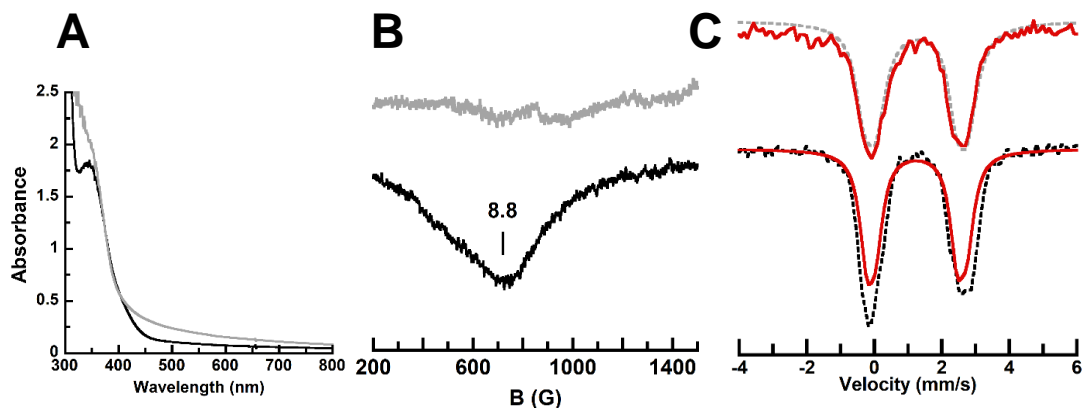 A
B
C
2.5
2
1.5
1
0.5
0
300 400 500 600 700 800
Absorbance
Wavelength (nm)
8.8
200 600 1000 1400
B (G)
-4 -2 0 2 4 6
Velocity (mm/s)